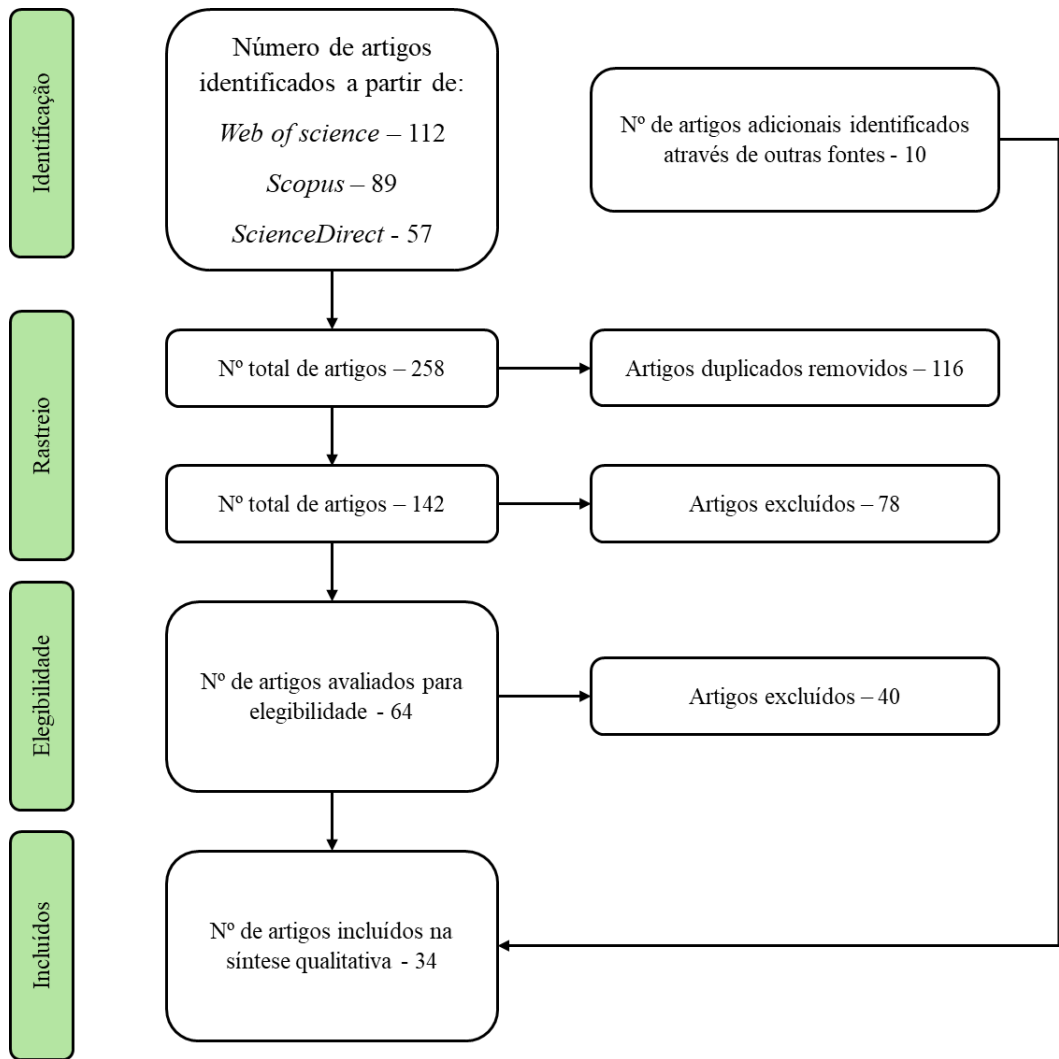 Identificação
Número de artigos
identificados a partir de:
Web of science – 112
Scopus – 89
ScienceDirect - 57
Nº de artigos adicionais identificados
através de outras fontes - 10
Rastreio
Nº total de artigos – 258
Artigos duplicados removidos – 116
Nº total de artigos – 142
Artigos excluídos – 78
Elegibilidade
Nº de artigos avaliados para
elegibilidade - 64
Artigos excluídos – 40
Incluídos
Nº de artigos incluídos na
síntese qualitativa - 34